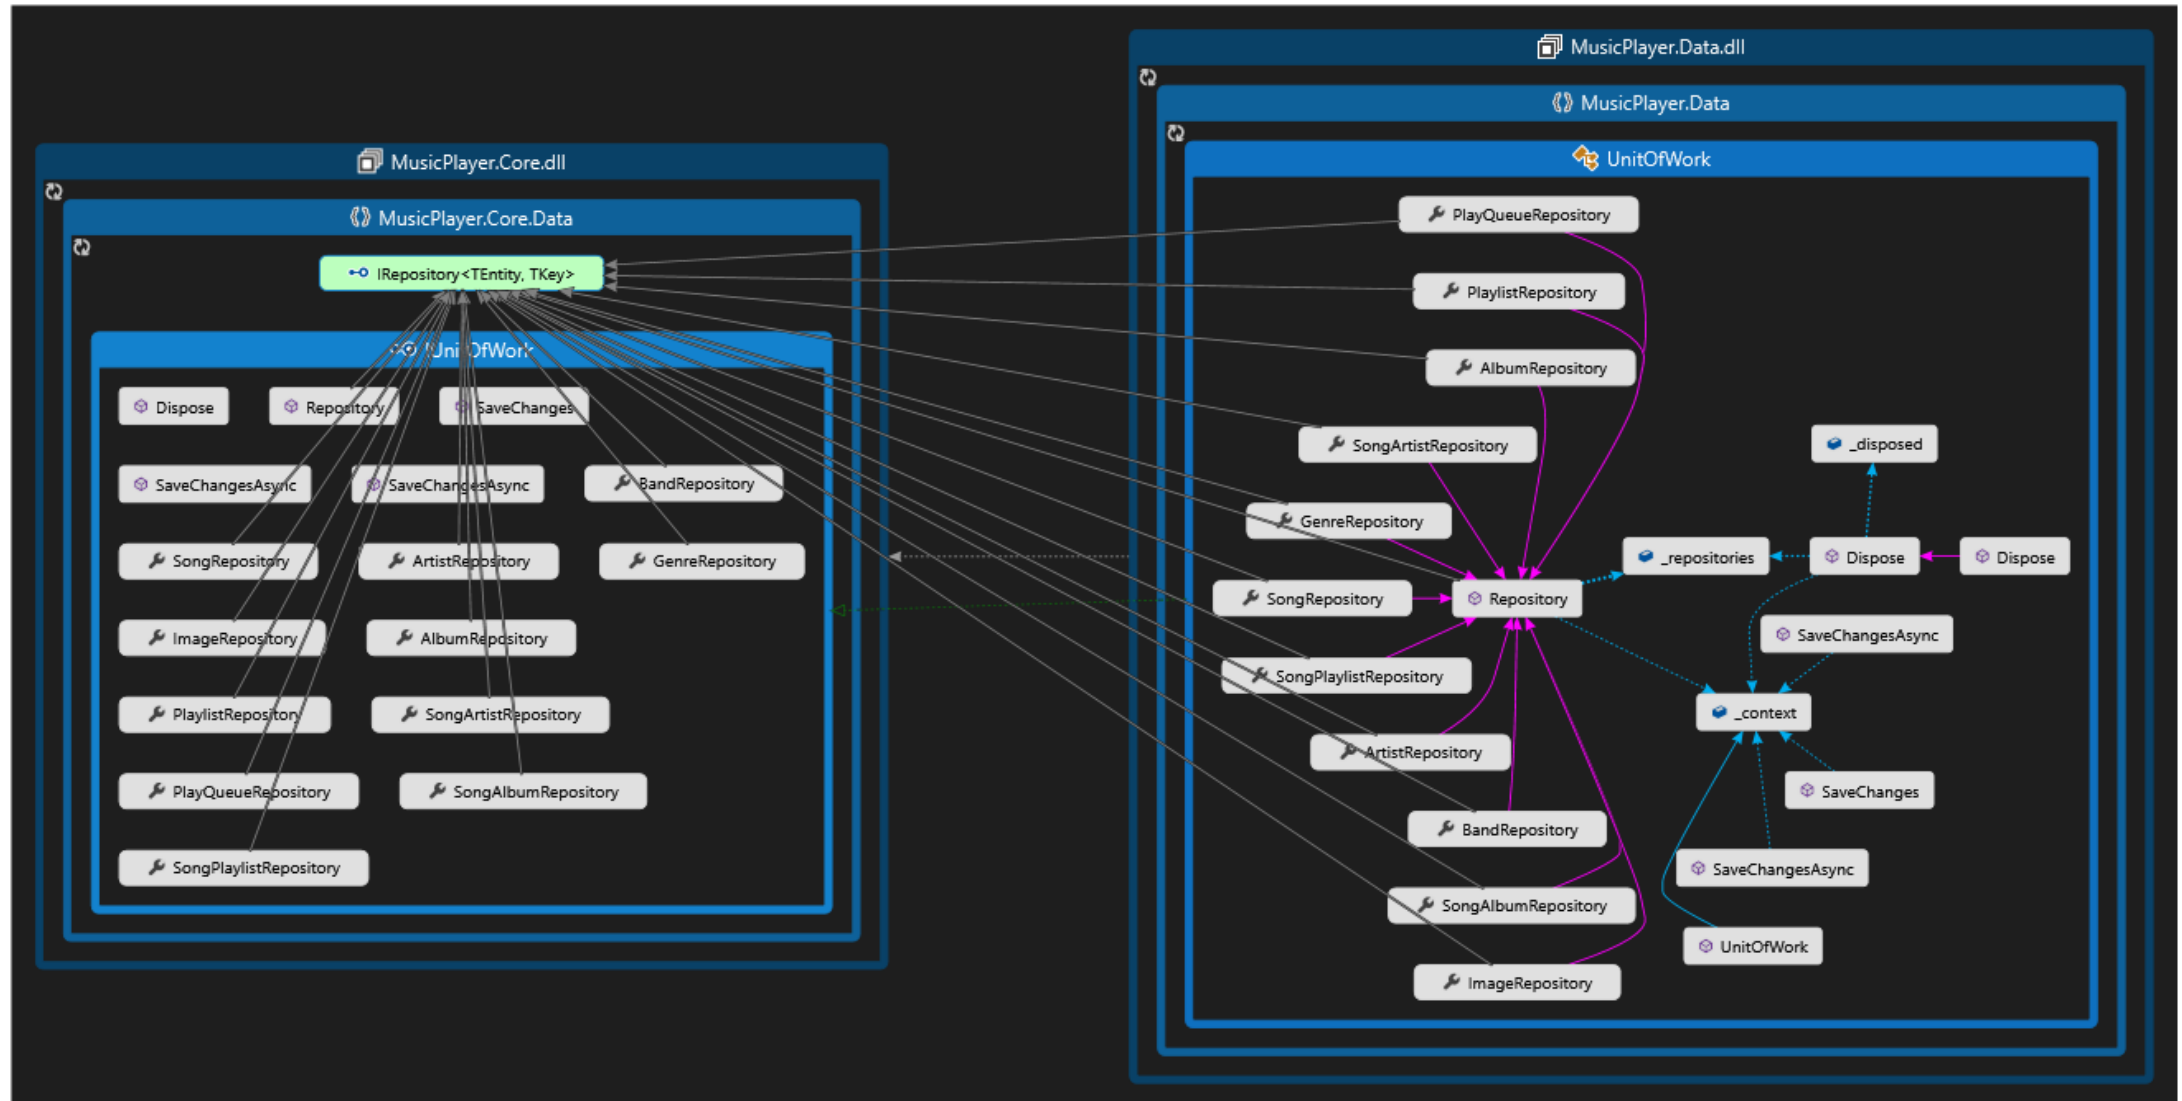 MusicPlayer.Core.dll
MusicPlayer.Core.Data
IRepository<TEntity, TKey>
IUnitOfWork
Dispose
Repository
SaveChanges
SaveChangesAsync
SaveChangesAsync
BandRepository
SongRepository
ArtistRepository
GenreRepository
ImageRepository
AlbumRepository
PlaylistRepository
SongArtistRepository
PlayQueueRepository
SongAlbumRepository
SongPlaylistRepository
MusicPlayer.Data.dll
MusicPlayer.Data
UnitOfWork
PlayQueueRepository
PlaylistRepository
AlbumRepository
SongArtistRepository
_disposed
GenreRepository
_repositories
Dispose
Dispose
SongRepository
Repository
SaveChangesAsync
SongPlaylistRepository
_context
ArtistRepository
SaveChanges
BandRepository
SaveChangesAsync
SongAlbumRepository
UnitOfWork
ImageRepository